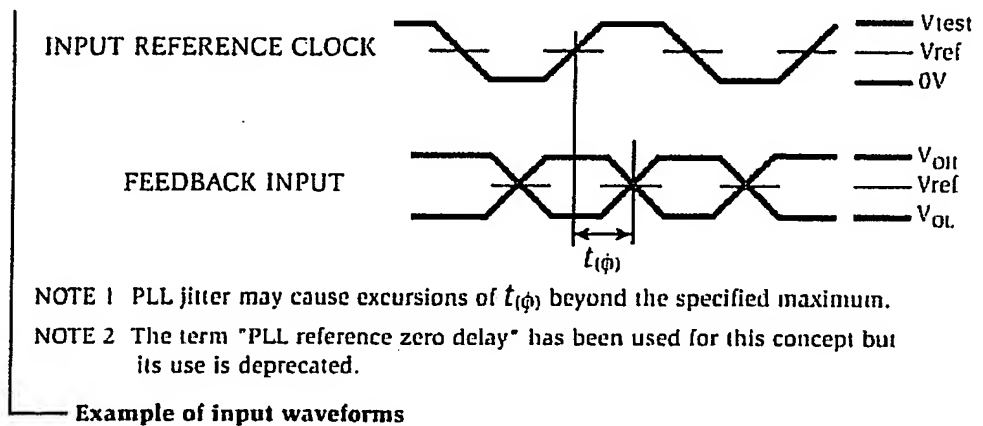 INPUT REFERENCE CLOCK
Vtest
Vref
0V
FEEDBACK INPUT
VOH
Vref
VOL
t(ϕ)
NOTE 1 PLL jitter may cause excursions of t(ϕ) beyond the specified maximum.
NOTE 2 The term "PLL reference zero delay" has been used for this concept but
its use is deprecated.
Example of input waveforms